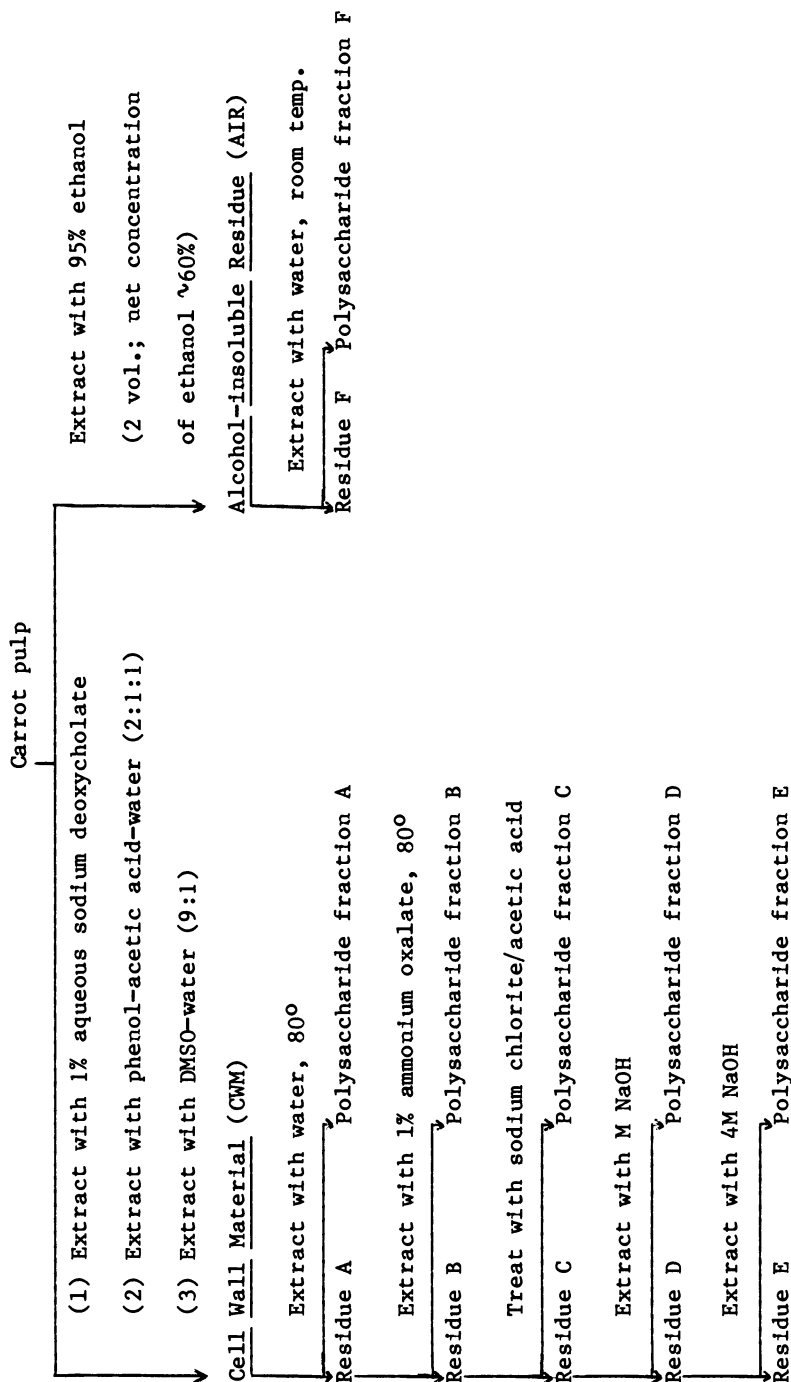 Carrot pulp
(1) Extract with 1% aqueous sodium deoxycholate
(2) Extract with phenol-acetic acid-water (2:1:1)
(3) Extract with DMSO-water (9:1)
Cell Wall Material (CWM)
Extract with water, 80°
Residue A Polysaccharide fraction A
Extract with 1% ammonium oxalate, 80°
Residue B Polysaccharide fraction B
Treat with sodium chlorite/acetic acid
Residue C Polysaccharide fraction C
Extract with M NaOH
Residue D Polysaccharide fraction D
Extract with 4M NaOH
Residue E Polysaccharide fraction E
Extract with 95% ethanol
(2 vol.; net concentration
of ethanol ~60%)
Alcohol-insoluble Residue (AIR)
Extract with water, room temp.
Residue F Polysaccharide fraction F